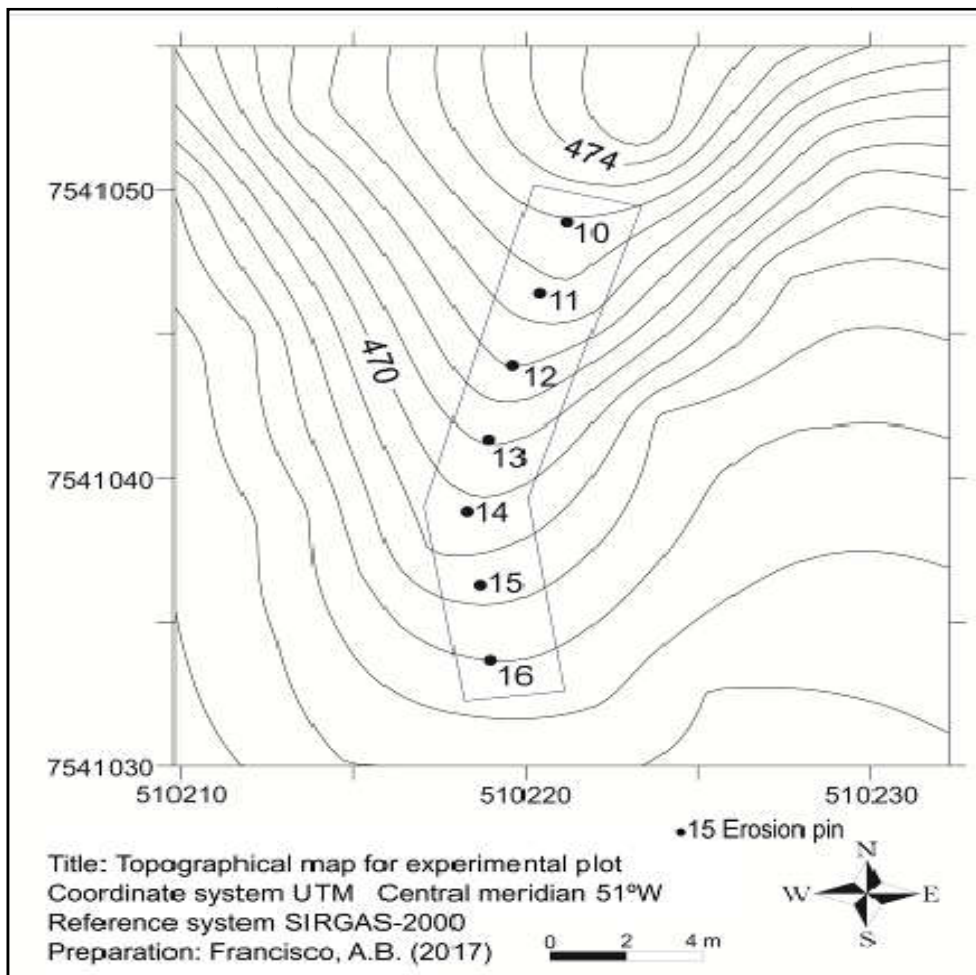 474
7541050
10
11
470
12
13
7541040
14
15
16
7541030
510210 510220 510230
15 Erosion pin
Title: Topographical map for experimental plot
Coordinate system UTM Central meridian 51ºW
Reference system SIRGAS-2000
Preparation: Francisco, A.B. (2017)
0 2 4 m
N
W E
S